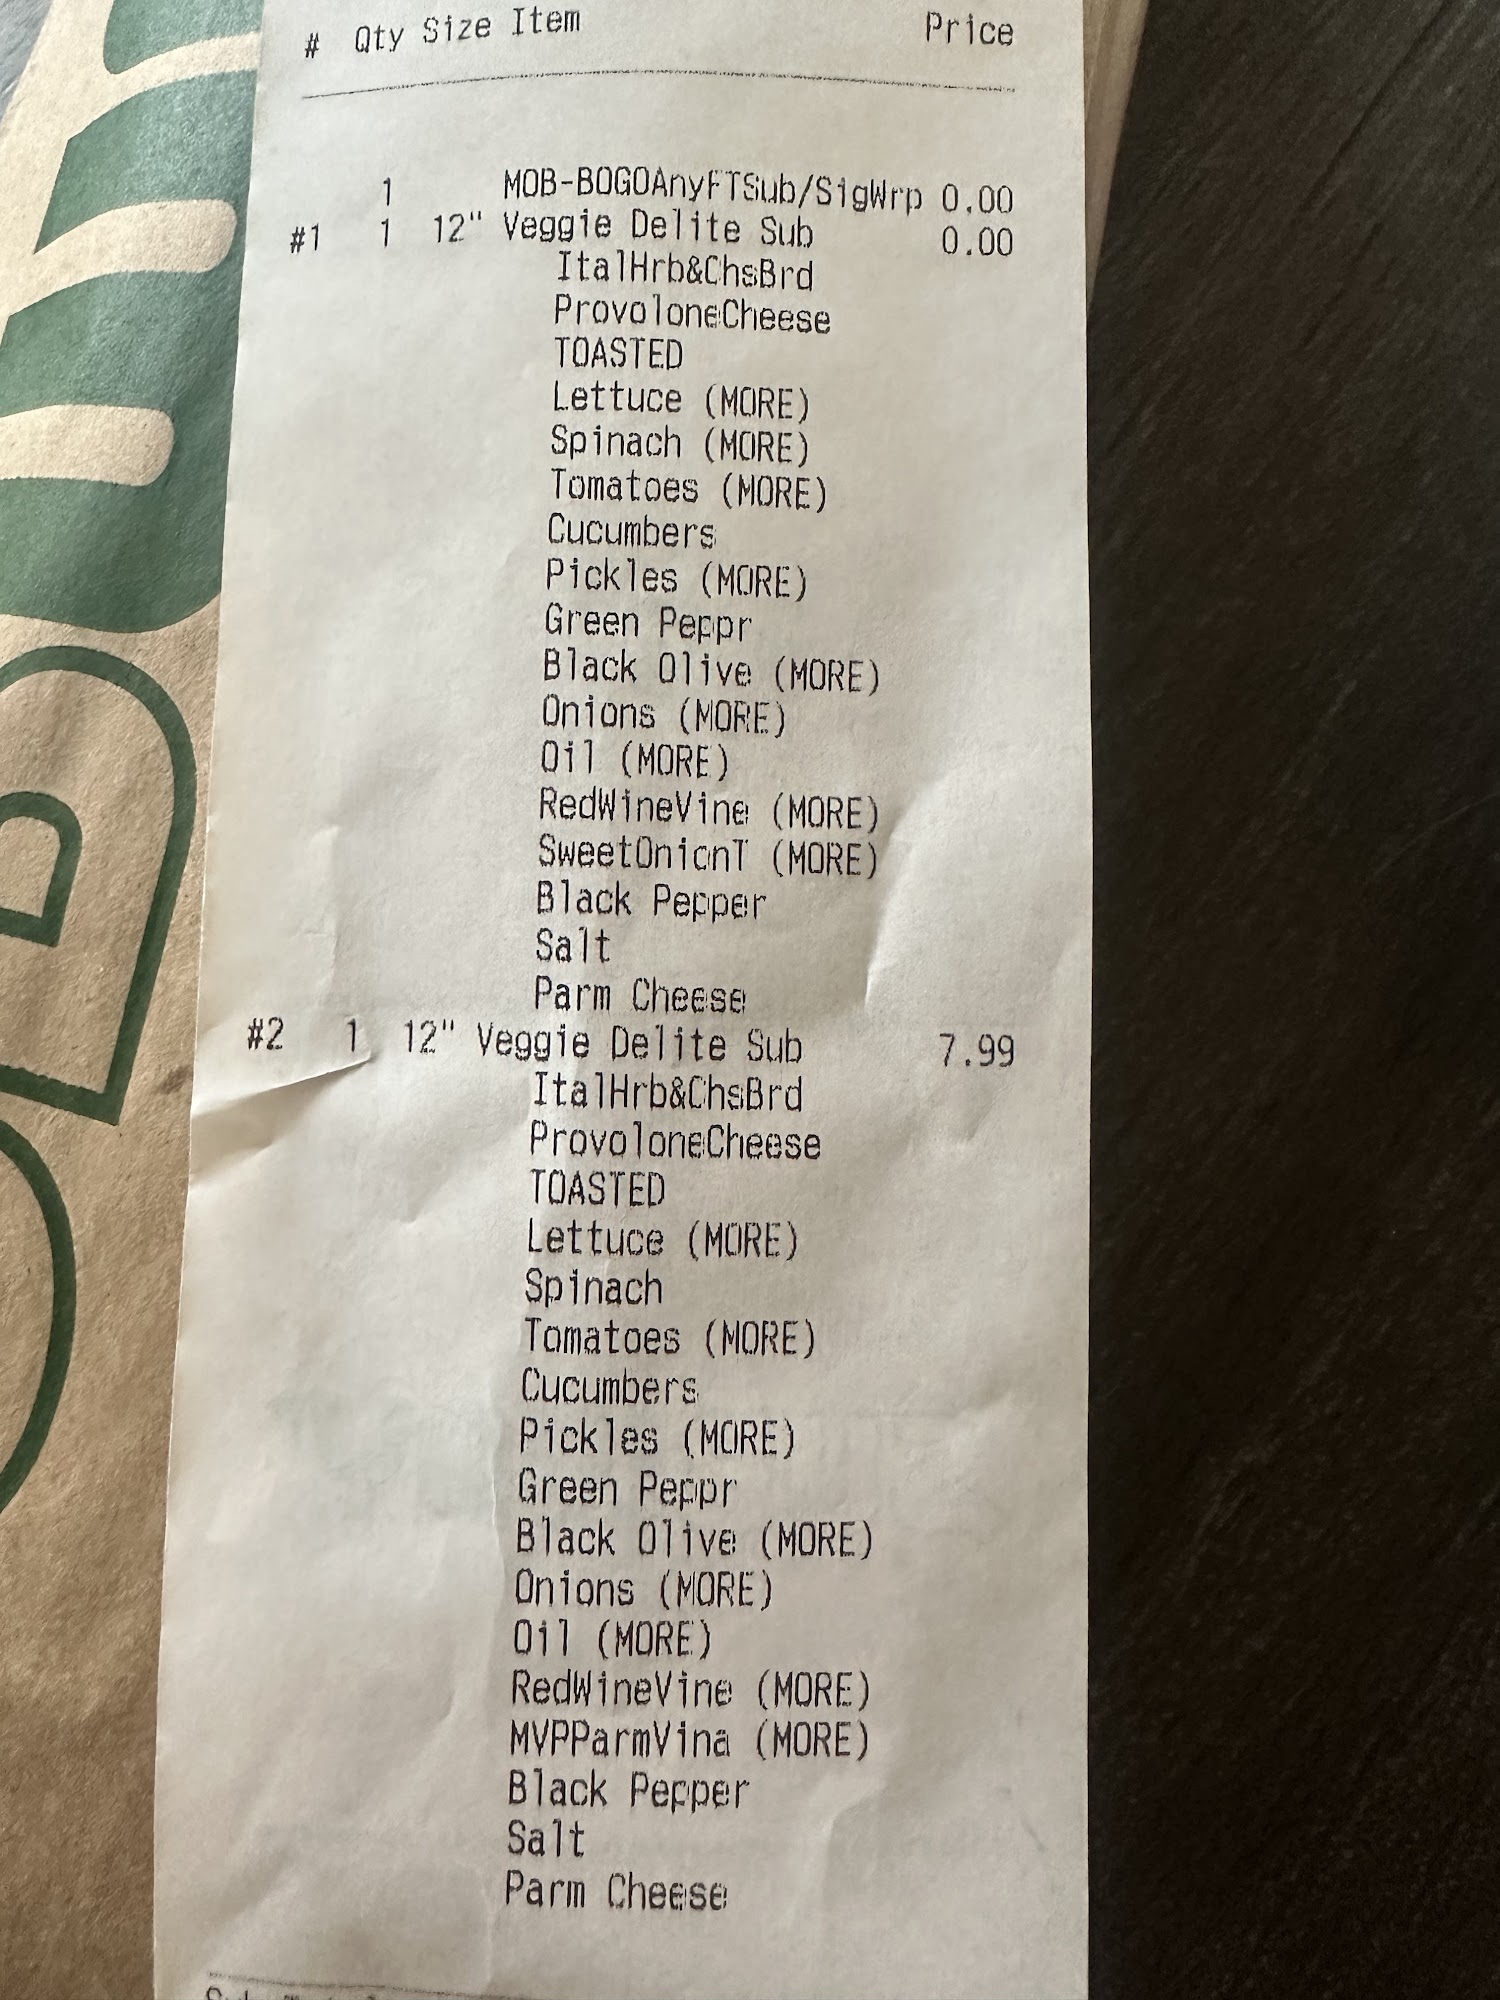 # Qty Size Item Price
1 MOB-BOGOAnyFTSub/SigWrp 0.00
#1 1 12" Veggie Delite Sub 0.00
ItalHrb&ChsBrd
ProvoloneCheese
TOASTED
Lettuce (MORE)
Spinach (MORE)
Tomatoes (MORE)
Cucumbers
Pickles (MORE)
Green Peppr
Black Olive (MORE)
Onions (MORE)
Oil (MORE)
RedWineVine (MORE)
SweetOnionT (MORE)
Black Pepper
Salt
Parm Cheese
#2 1 12" Veggie Delite Sub 7.99
ItalHrb&ChsBrd
ProvoloneCheese
TOASTED
Lettuce (MORE)
Spinach
Tomatoes (MORE)
Cucumbers
Pickles (MORE)
Green Peppr
Black Olive (MORE)
Onions (MORE)
Oil (MORE)
RedWineVine (MORE)
MVPParmVina (MORE)
Black Pepper
Salt
Parm Cheese